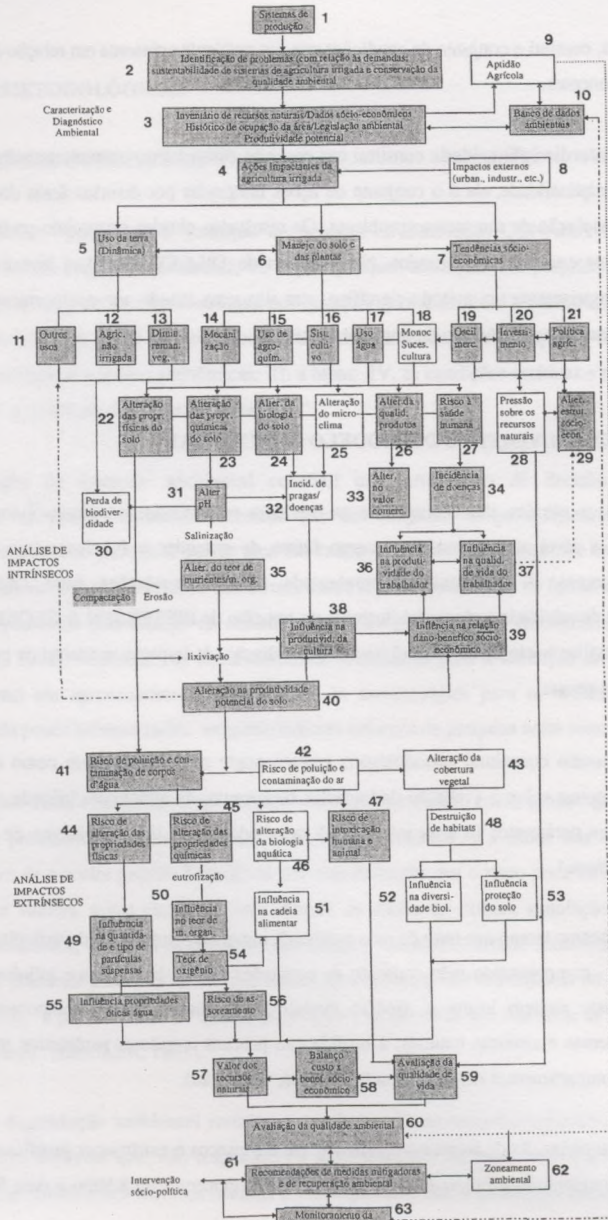 Sistemas de
produção
1
9
2
Identificação de problemas (com relação às demandas;
sustentabilidade de sistemas de agricultura irrigada e conservação da
qualidade ambiental
Aptidão
Agrícola
10
Caracterização e
Diagnóstico
Ambiental
3
Inventário de recursos naturais/Dados sócio-econômicos
Histórico de ocupação da área/Legislação ambiental
Produtividade potencial
Banco de dados
ambientais
4
Ações impactantes da
agricultura irrigada
Impactos externos
(urban., industr., etc.)
8
5
Uso da terra
(Dinâmica)
6
Manejo do solo e
das plantas
7
Tendências sócio-
econômicas
12 13 14 15 16 17 18 19 20 21
11
Outros
usos
Agric.
não
irrigada
Dimin.
reman.
veg.
Mecani
zação
Uso de
agro-
quím.
Sist.
cultivo
Uso
água
Monoc
Suces.
cultura
Oscil
merc.
Investi-
mento
Política
agríc.
22
Alteração
das propr.
físicas do
solo
Alteração
das propr.
químicas
do solo
Alier. da
biologia
do solo
Alteração
do micro
clima
Alter da
qualid.
produtos
Risco à
saúde
humana
Pressão
sobre os
recursos
naturais
Alter.
estrut.
sócio-
econ.
23 24 25 26 27 28 29
Perda de
biodiver-
sidade
30
31
Alter
pH
32
Incid. de
pragas/
doenças
33
Alter.
no
valor
comerc.
Incidência
de doenças
34
Salinização
ANÁLISE DE
IMPACTOS
INTRÍNSECOS
Alier. do teor de
nutrientes/m. org.
35
36
Influência
na produti-
vidade do
trabalhador
Influência
na qualid.
de vida do
trabalhador
37
Compactação Erosão
38
Influência na
produtivid. da
cultura
Inflência na relação
dano-benefíco sócio-
econômico
39
lixiviação
Alteração na produtividade
potencial do solo
40
41
Risco de poluição e con-
taminação de corpos
d'água
42
Risco de poluição e
contaminação do ar
Alteração da
cobertura
vegetal
43
44
Risco de
alteração das
propriedades
físicas
45
Risco de
alteração das
propriedades
químicas
Risco de
alteração
da biologia
aquática
46
47
Risco de
intoxicação
humana e
animal
Destruição
de habitats
48
ANÁLISE DE
IMPACTOS
EXTRÍNSECOS
eutrofização
49
Influência
na quantida-
de e tipo de
partículas
suspensas
50
Influência
no teor de
m. organ.
Influência
na cadeia
alimentar
51
52
Influência
na diversida
de biol.
Influência
proteção
do solo
53
Teor de
oxigênio
54
55
Influência propriedades
óticas água
Risco de as-
soreamento
56
57
Valor dos
recursos
naturais
Balanço
custo a
benef. sócio-
econômico
58
Avaliação da
qualidade de
vida
59
Avaliação da qualidade ambiental
60
61
Intervenção
sócio-política
Recomendações de medidas mitigadoras
e de recuperação ambiental
Zoneamento
ambiental
62
Monitoramento da
63